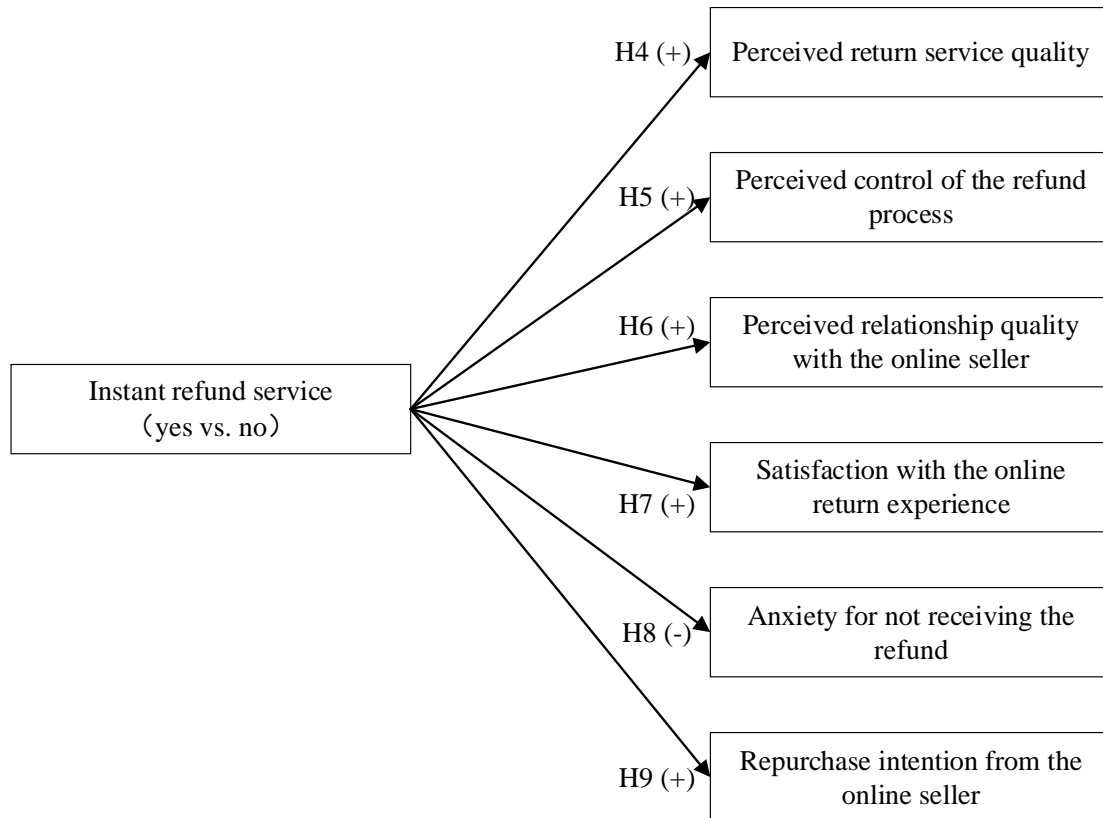 H4 (+)
Perceived return service quality
H5 (+)
Perceived control of the refund
process
H6 (+)
Perceived relationship quality
with the online seller
Instant refund service
（yes vs. no）
H7 (+)
Satisfaction with the online
return experience
H8 (-)
Anxiety for not receiving the
refund
H9 (+)
Repurchase intention from the
online seller